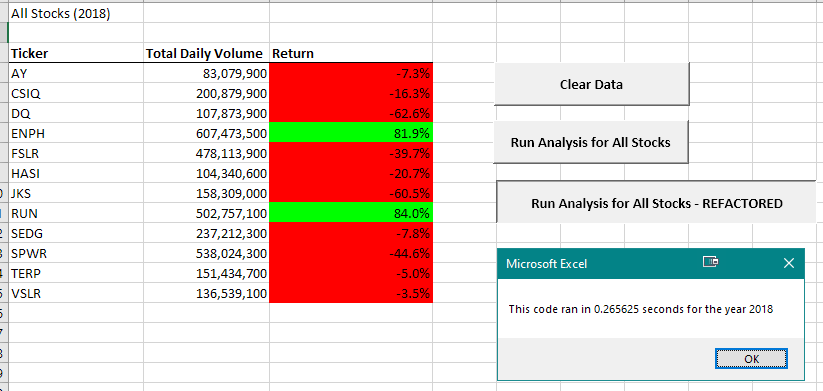 All Stocks (2018)
Ticker Total Daily Volume Return
AY 83,079,900 -7.3%
CSIQ 200,879,900 -16.3%
DQ 107,873,900 -62.6%
ENPH 607,473,500 81.9%
FSLR 478,113,900 -39.7%
HASI 104,340,600 -20.7%
JKS 158,309,000 -60.5%
RUN 502,757,100 84.0%
SEDG 237,212,300 -7.8%
SPWR 538,024,300 -44.6%
TERP 151,434,700 -5.0%
VSLR 136,539,100 -3.5%
Clear Data
Run Analysis for All Stocks
Run Analysis for All Stocks - REFACTORED
Microsoft Excel
This code ran in 0.265625 seconds for the year 2018
OK